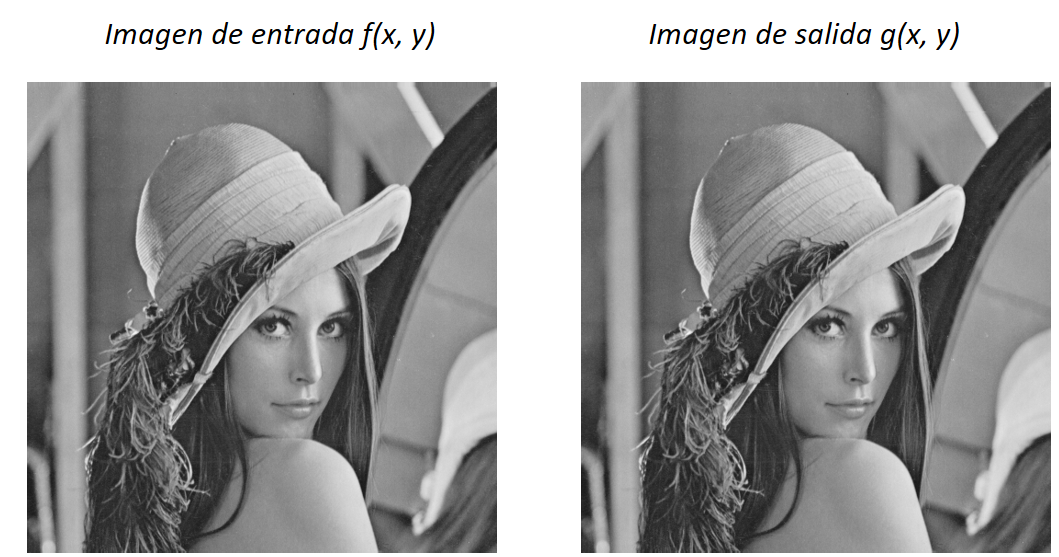 Imagen de entrada f(x, y)
Imagen de salida g(x, y)